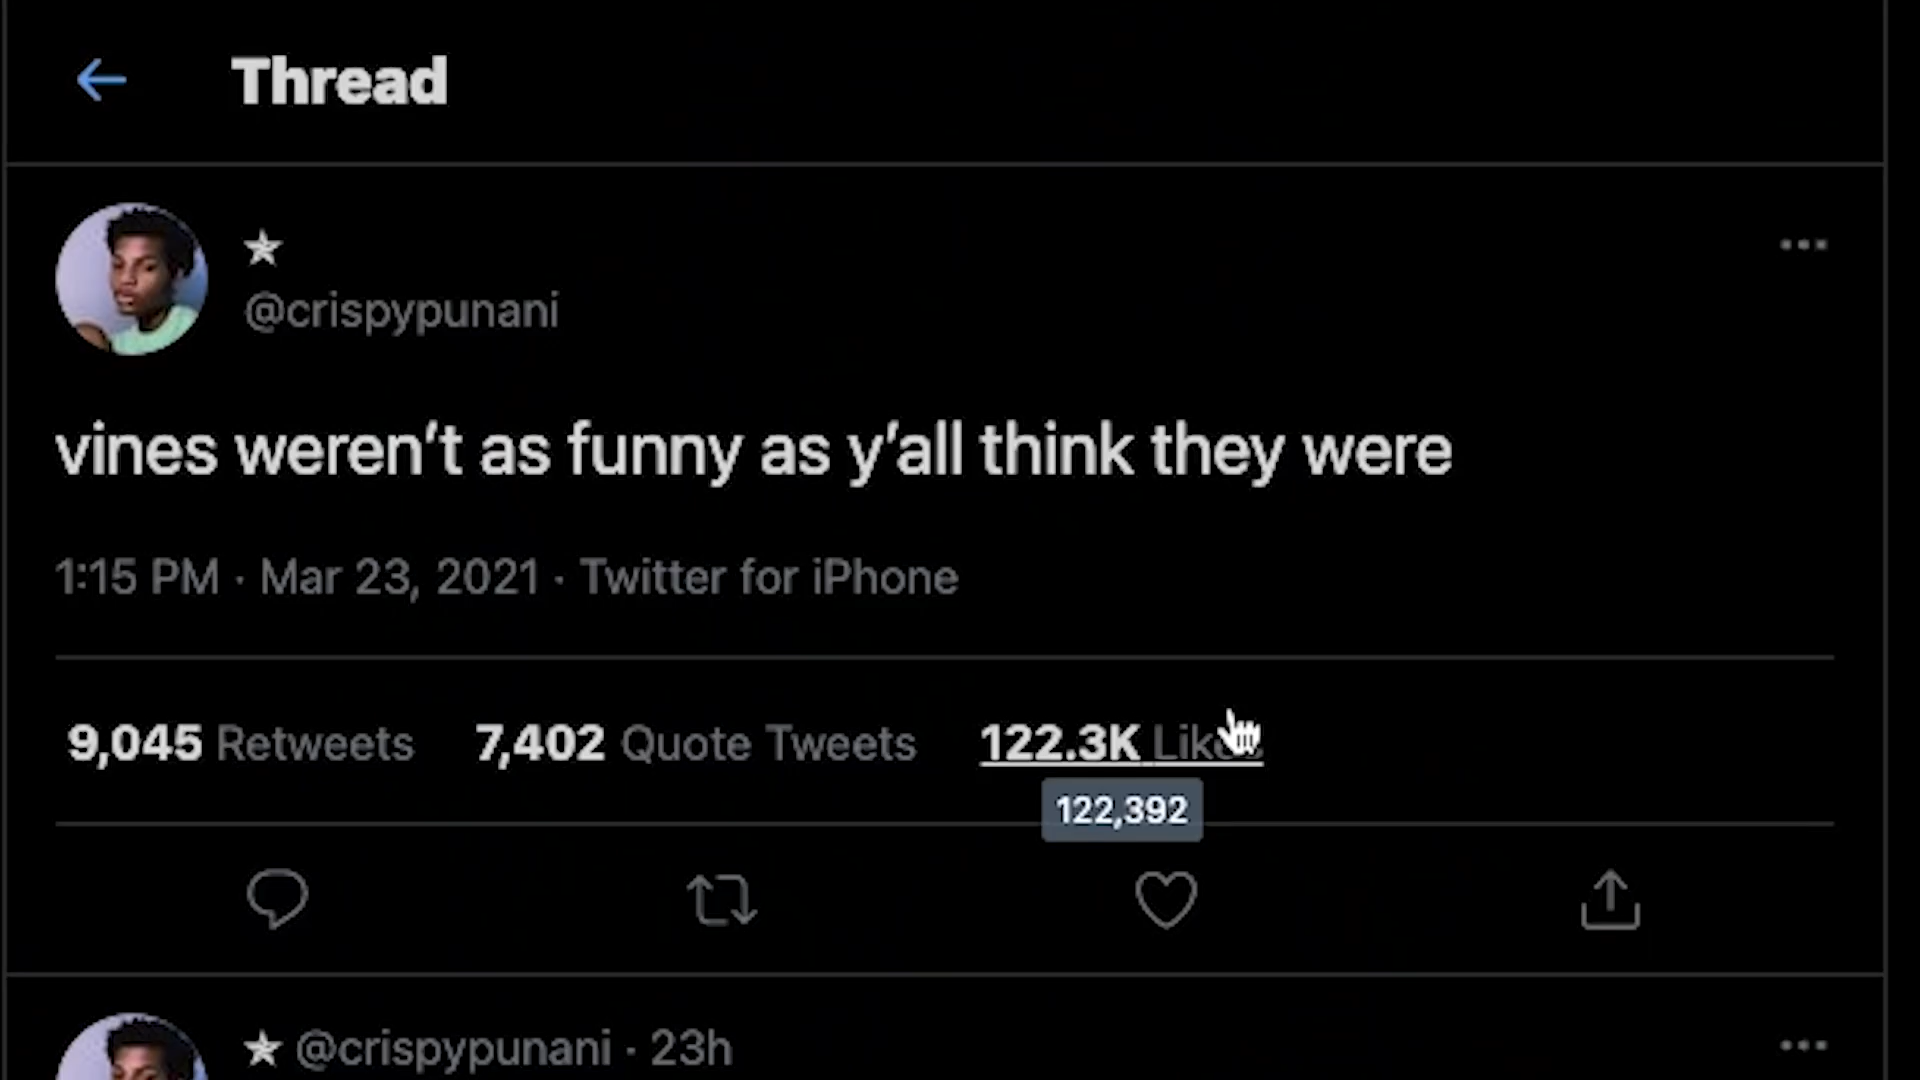 Thread
@crispypunani
vines weren’t as funny as y’all think they were
1:15 PM · Mar 23, 2021 · Twitter for iPhone
9,045 Retweets 7,402 Quote Tweets 122.3K Likes
122,392
@crispypunani · 23h